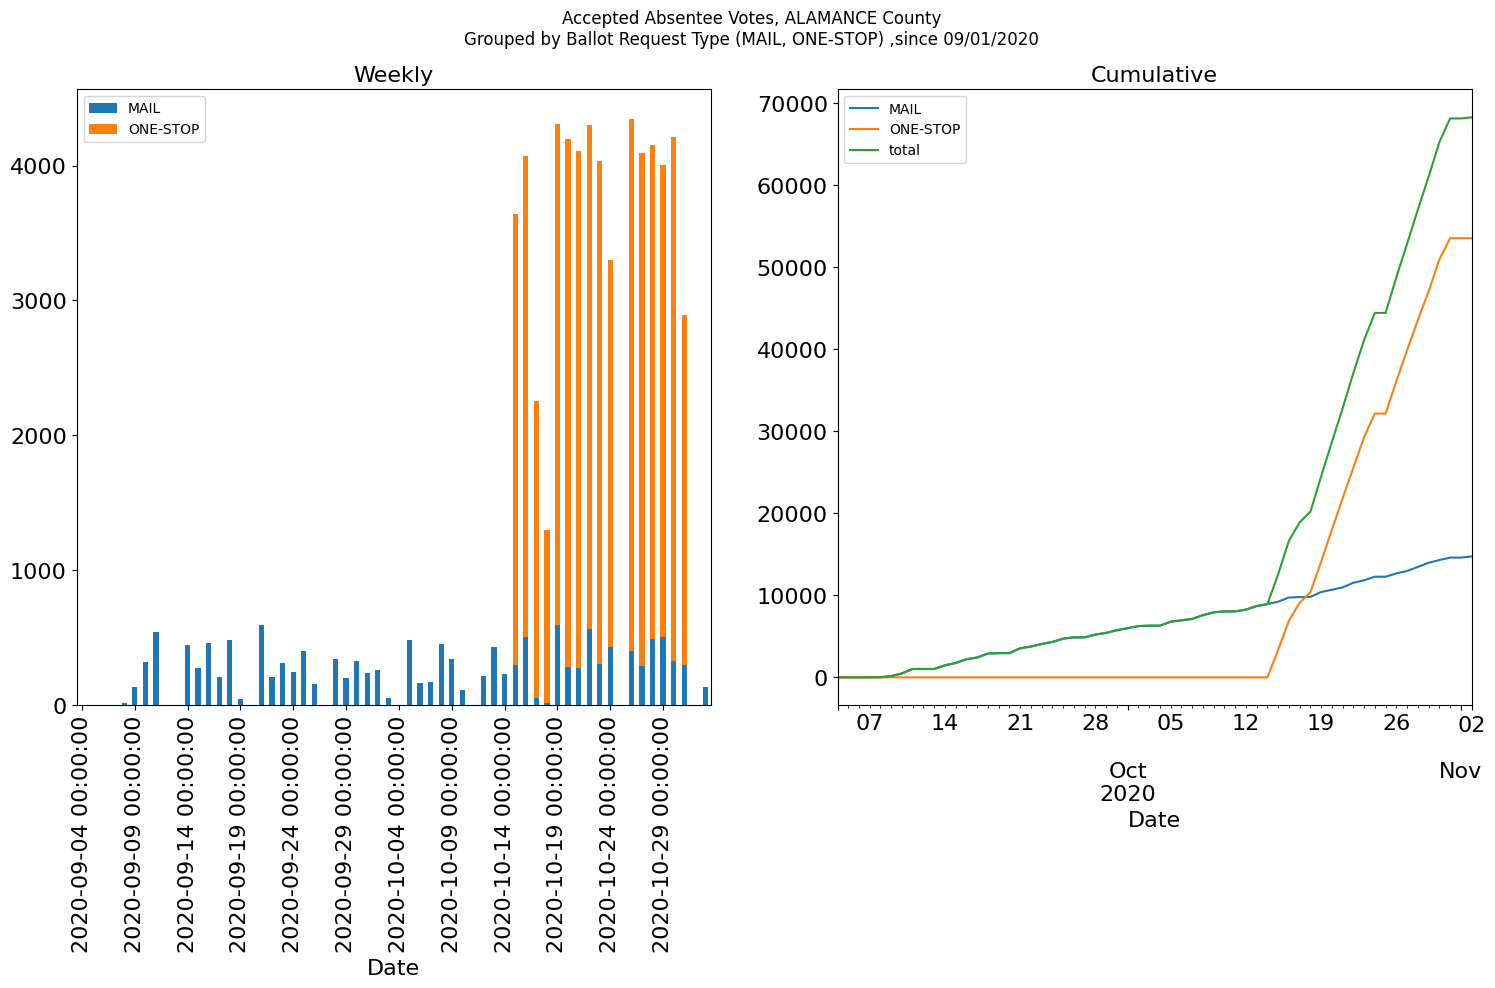 Accepted Absentee Votes, ALAMANCE County
Grouped by Ballot Request Type (MAIL, ONE-STOP) ,since 09/01/2020
Weekly
MAIL
ONE-STOP
4000
3000
2000
1000
0
2020-09-04 00:00:00
2020-09-09 00:00:00
2020-09-14 00:00:00
2020-09-19 00:00:00
2020-09-24 00:00:00
2020-09-29 00:00:00
2020-10-04 00:00:00
2020-10-09 00:00:00
2020-10-14 00:00:00
2020-10-19 00:00:00
2020-10-24 00:00:00
2020-10-29 00:00:00
Date
Cumulative
MAIL
ONE-STOP
total
70000
60000
50000
40000
30000
20000
10000
0
07 14 21 28 05 12 19 26 02
Oct Nov
2020
Date